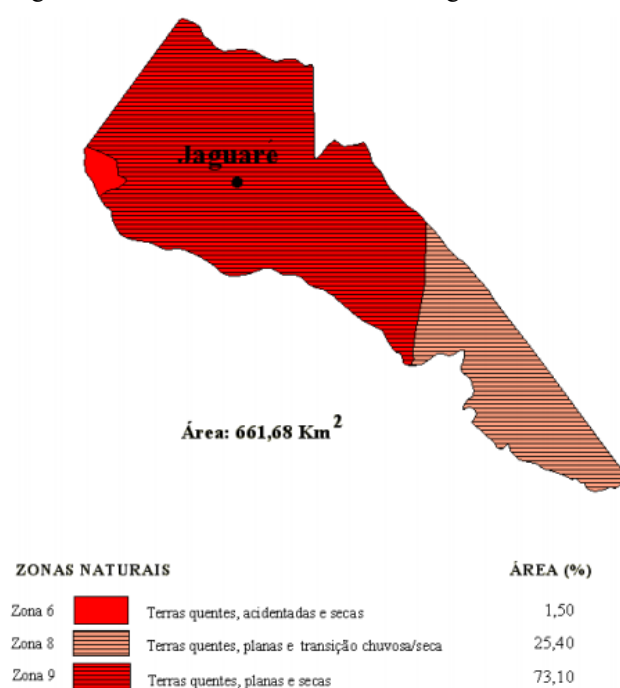 .Jaguaré
Área: 661,68 Km²
ZONAS NATURAIS ÁREA (%)
Zona 6 Terras quentes, acidentadas e secas 1,50
Zona 8 Terras quentes, planas e transição chuvosa/seca 25,40
Zona 9 Terras quentes, planas e secas 73,10